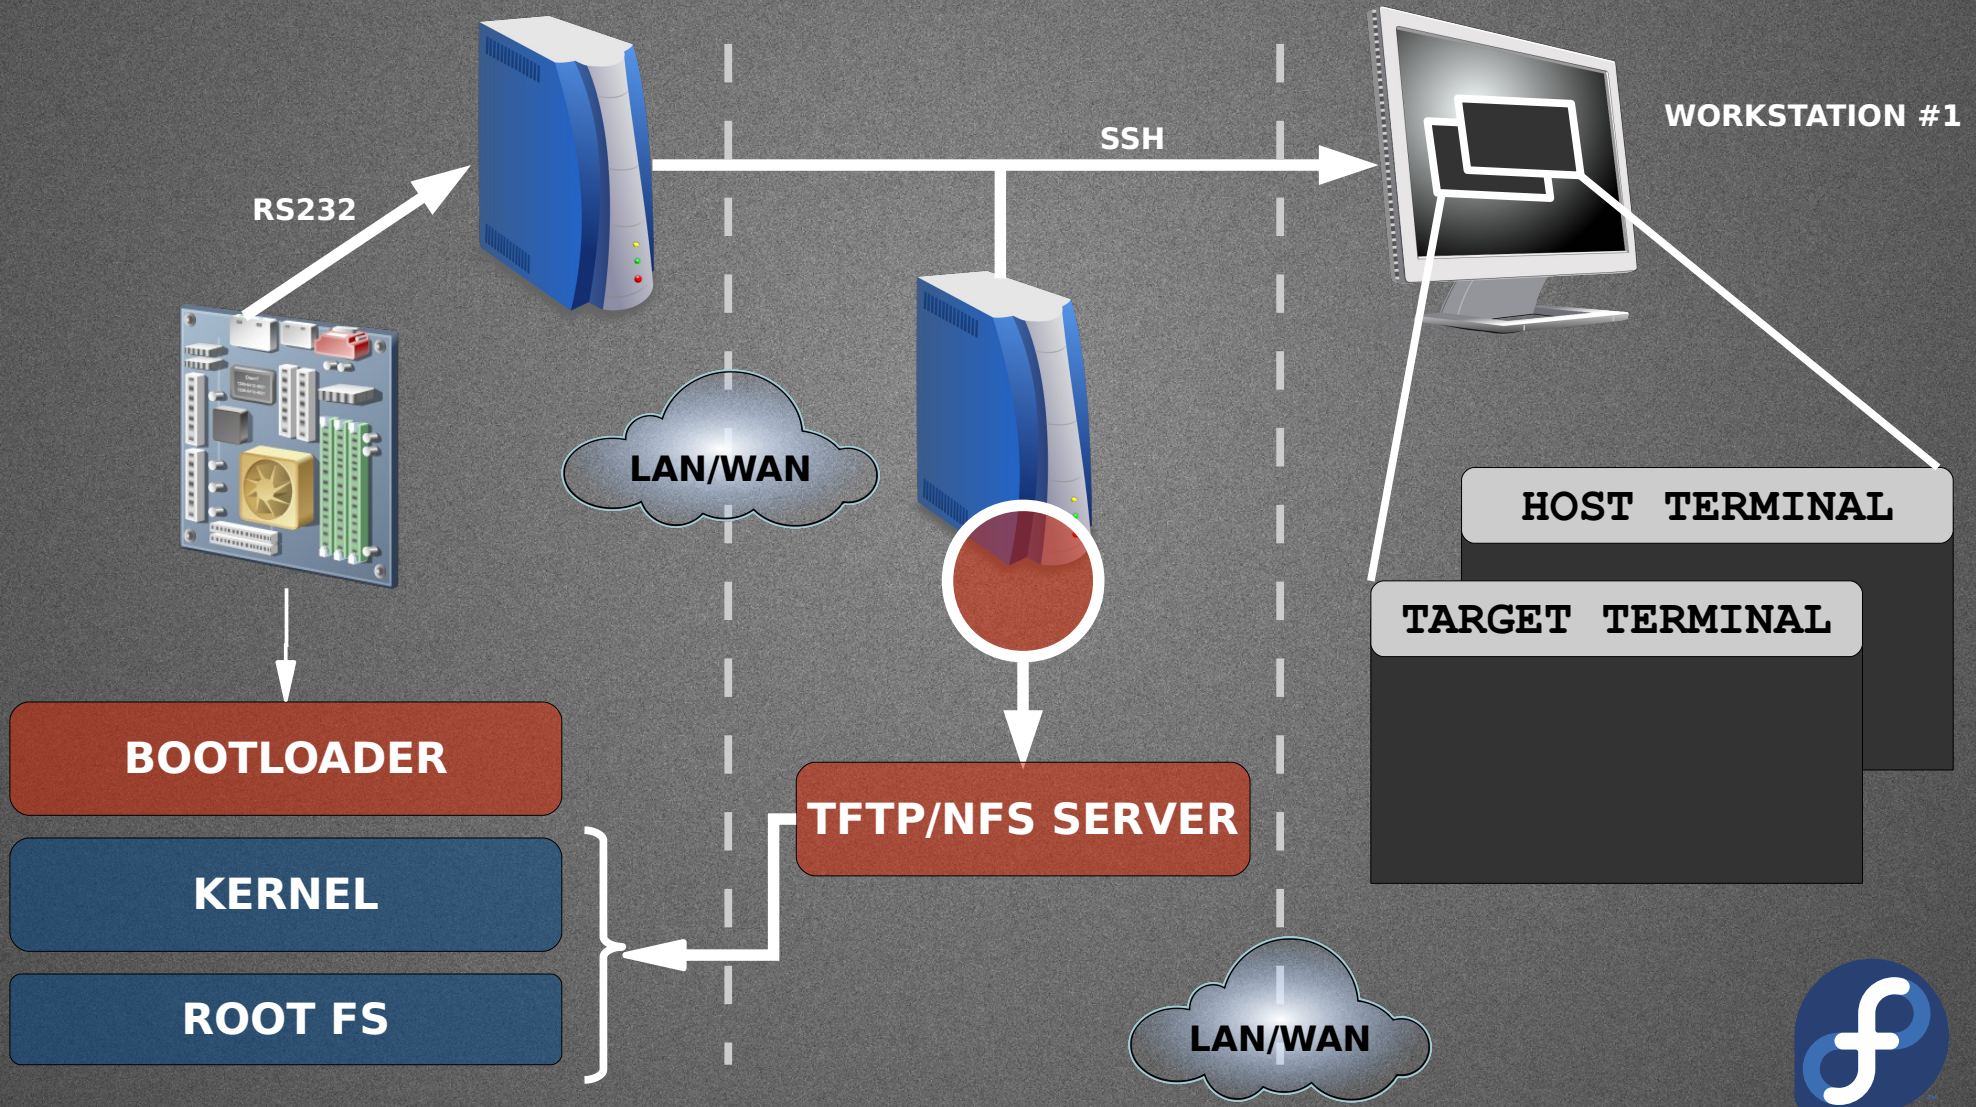 WORKSTATION #1
SSH
RS232
LAN/WAN
HOST TERMINAL
TARGET TERMINAL
BOOTLOADER
TFTP/NFS SERVER
KERNEL
ROOT FS
LAN/WAN